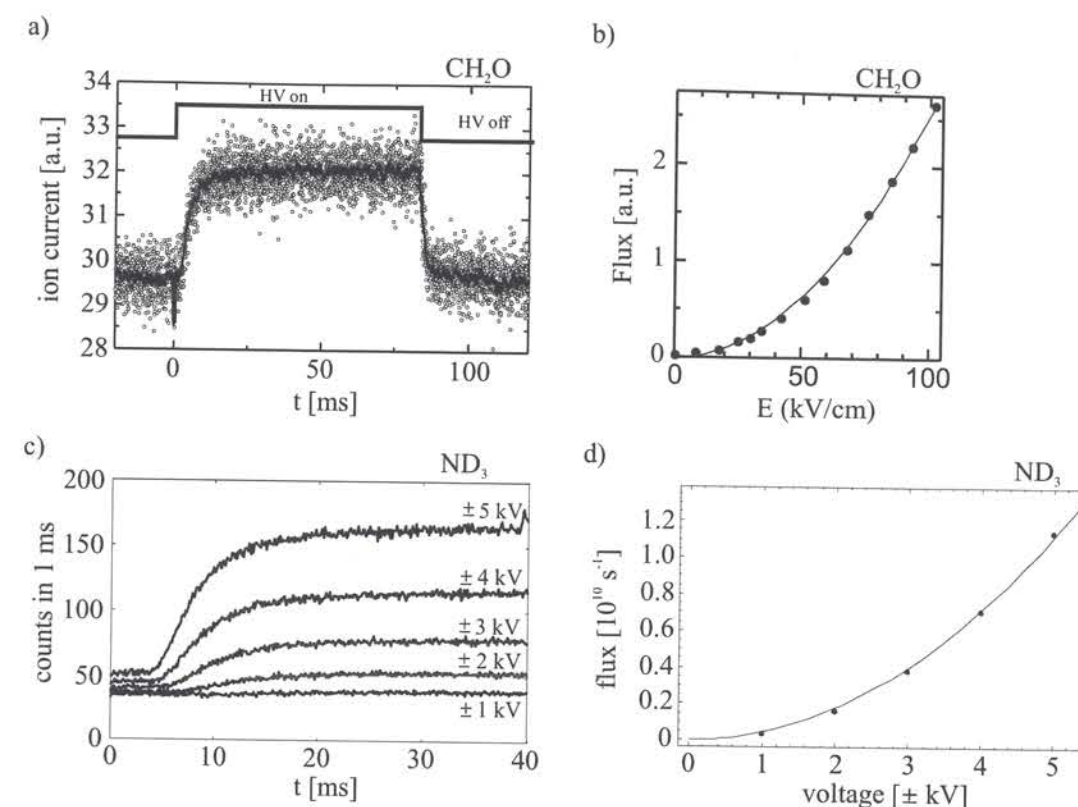 a)
CH₂O
34
33
32
31
30
29
28
HV on
HV off
ion current [a.u.]
0
50
100
t [ms]
b)
CH₂O
2
1
0
Flux [a.u.]
0
50
100
E (kV/cm)
c)
ND₃
200
150
100
50
0
counts in 1 ms
± 5 kV
± 4 kV
± 3 kV
± 2 kV
± 1 kV
0
10
20
30
40
t [ms]
d)
ND₃
1.2
1.0
0.8
0.6
0.4
0.2
0
flux [10¹⁰ s⁻¹]
0
1
2
3
4
5
voltage [± kV]